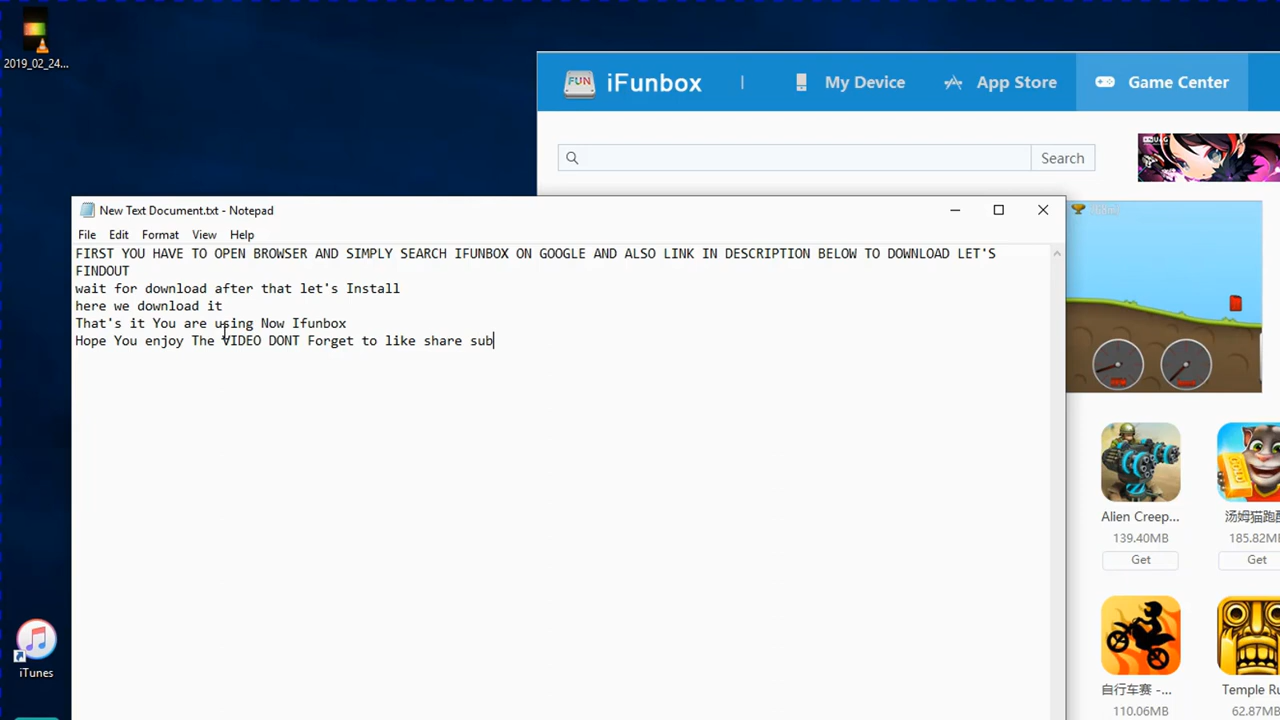 2019_02_24...
FUN iFunbox | My Device App Store Game Center
Search
New Text Document.txt - Notepad
File Edit Format View Help
FIRST YOU HAVE TO OPEN BROWSER AND SIMPLY SEARCH IFUNBOX ON GOOGLE AND ALSO LINK IN DESCRIPTION BELOW TO DOWNLOAD LET'S
FINDOUT
wait for download after that let's Install
here we download it
That's it You are using Now Ifunbox
Hope You enjoy The VIDEO DONT Forget to like share sub
Alien Creep...
139.40MB
Get
汤姆猫跑
185.82M
Get
iTunes
自行车赛 -...
110.06MB
Temple Ru
62.87MB